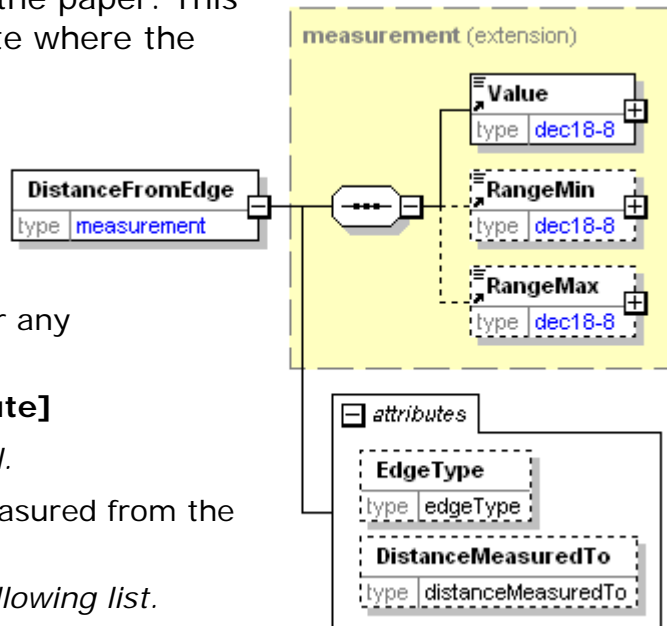 the paper. This
te where the
r any
ute]
l.
asured from the
llowing list.
measurement (extension)
DistanceFromEdge
type measurement
Value
type dec18-8
RangeMin
type dec18-8
RangeMax
type dec18-8
attributes
EdgeType
type edgeType
DistanceMeasuredTo
type distanceMeasuredTo